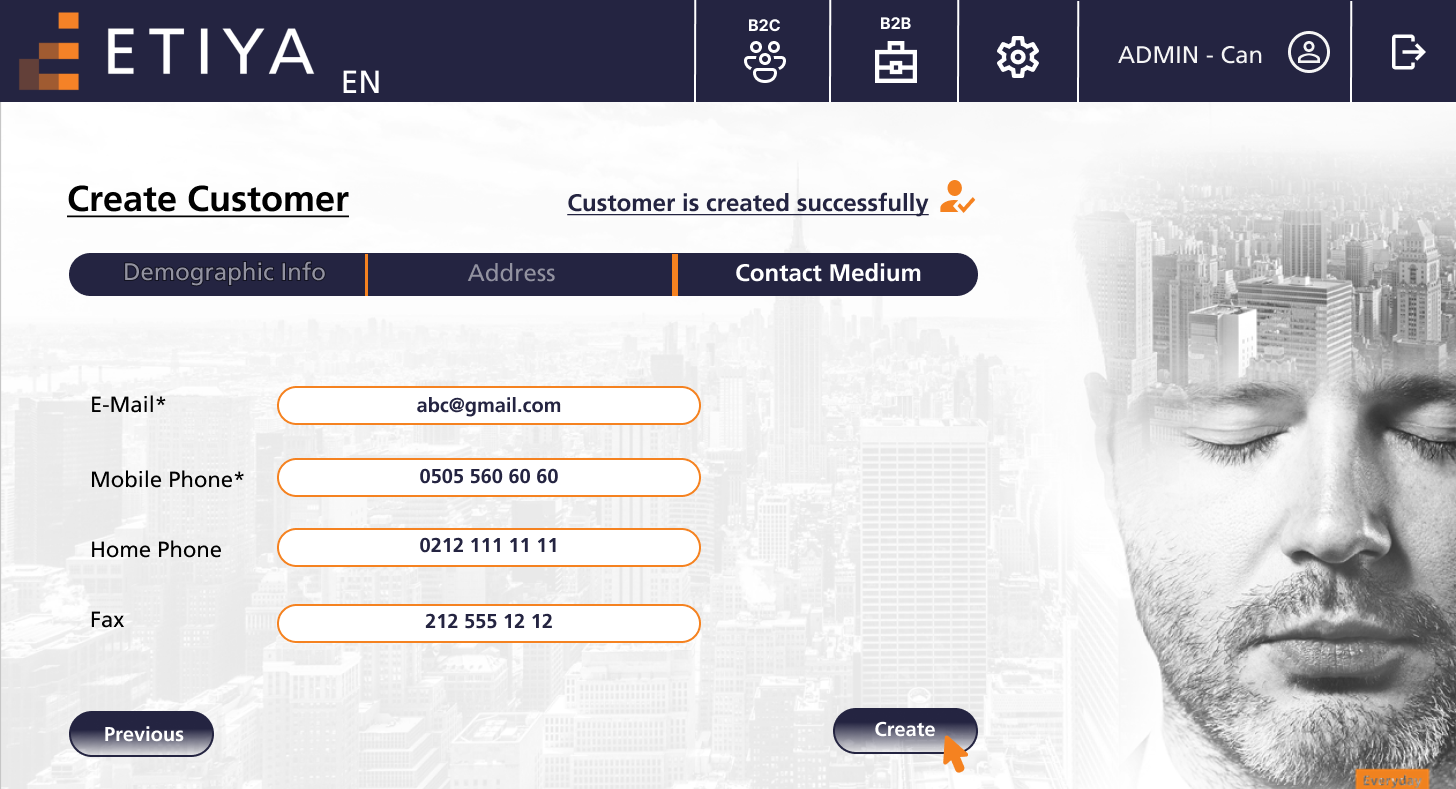 ETIYA
EN
B2C
B2B
ADMIN - Can
Create Customer
Customer is created successfully
Demographic Info
Address
Contact Medium
E-Mail*
abc@gmail.com
Mobile Phone*
0505 560 60 60
Home Phone
0212 111 11 11
Fax
212 555 12 12
Previous
Create